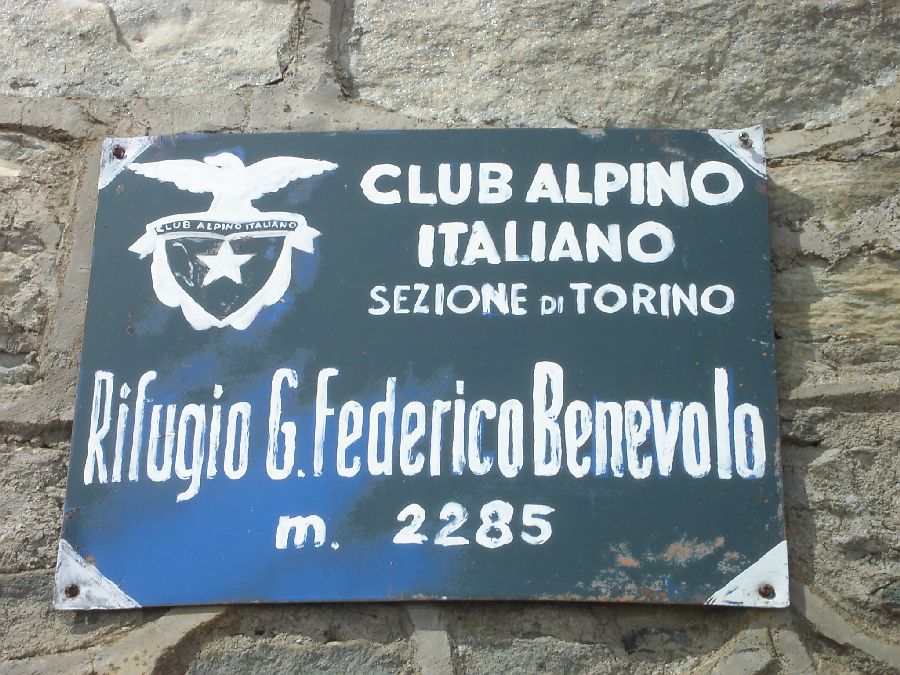 CLUB ALPINO ITALIANO
CLUB ALPINO
ITALIANO
SEZIONE DI TORINO
Rifugio G. Federico Benevolo
m. 2285